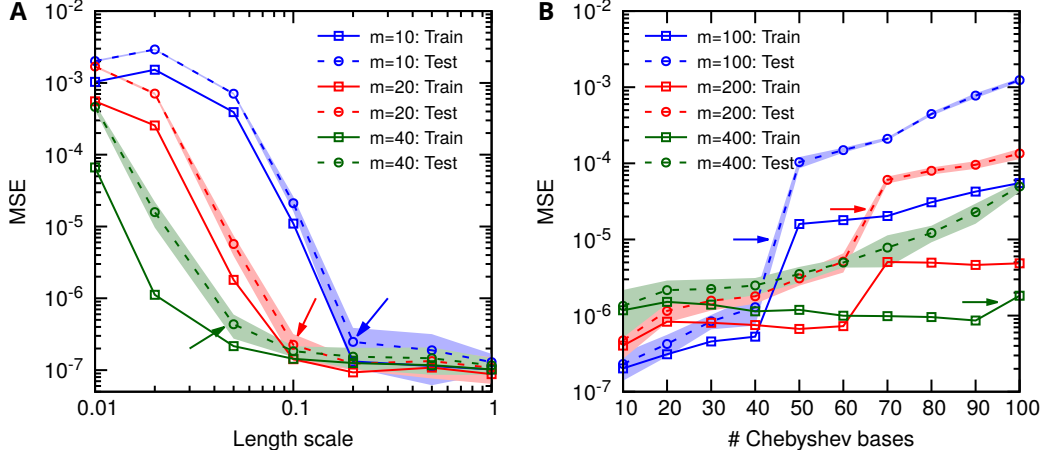 A
MSE
10⁻²
10⁻³
10⁻⁴
10⁻⁵
10⁻⁶
10⁻⁷
m=10: Train
m=10: Test
m=20: Train
m=20: Test
m=40: Train
m=40: Test
0.01 0.1 1
Length scale
B
MSE
10⁻²
10⁻³
10⁻⁴
10⁻⁵
10⁻⁶
10⁻⁷
m=100: Train
m=100: Test
m=200: Train
m=200: Test
m=400: Train
m=400: Test
10 20 30 40 50 60 70 80 90 100
# Chebyshev bases